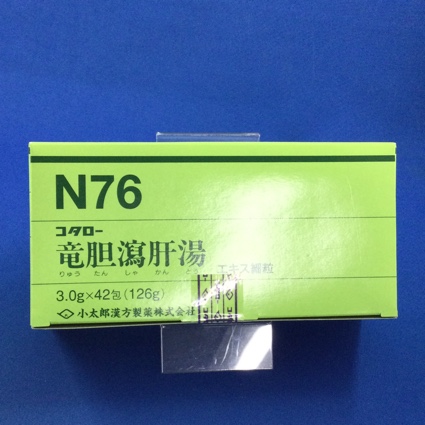 N76
コタロー
竜胆瀉肝湯
りゅう たん しゃ かん とう
エキス細粒
3.0g×42包(126g)
小太郎漢方製薬株式会社